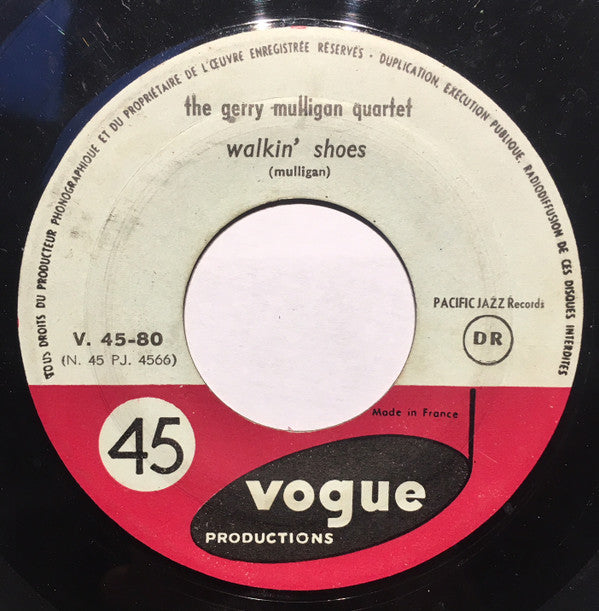 TOUS DROITS DU PRODUCTEUR PHONOGRAPHIQUE ET DU PROPRIÉTAIRE DE L'ŒUVRE ENREGISTRÉE RÉSERVÉS - DUPLICATION, EXÉCUTION PUBLIQUE, RADIODIFFUSION DE CES DISQUES INTERDITES
the gerry mulligan quartet
walkin' shoes
(mulligan)
PACIFIC JAZZ Records
V. 45-80
DR
(N. 45 PJ. 4566)
Made in France
45
vogue
PRODUCTIONS